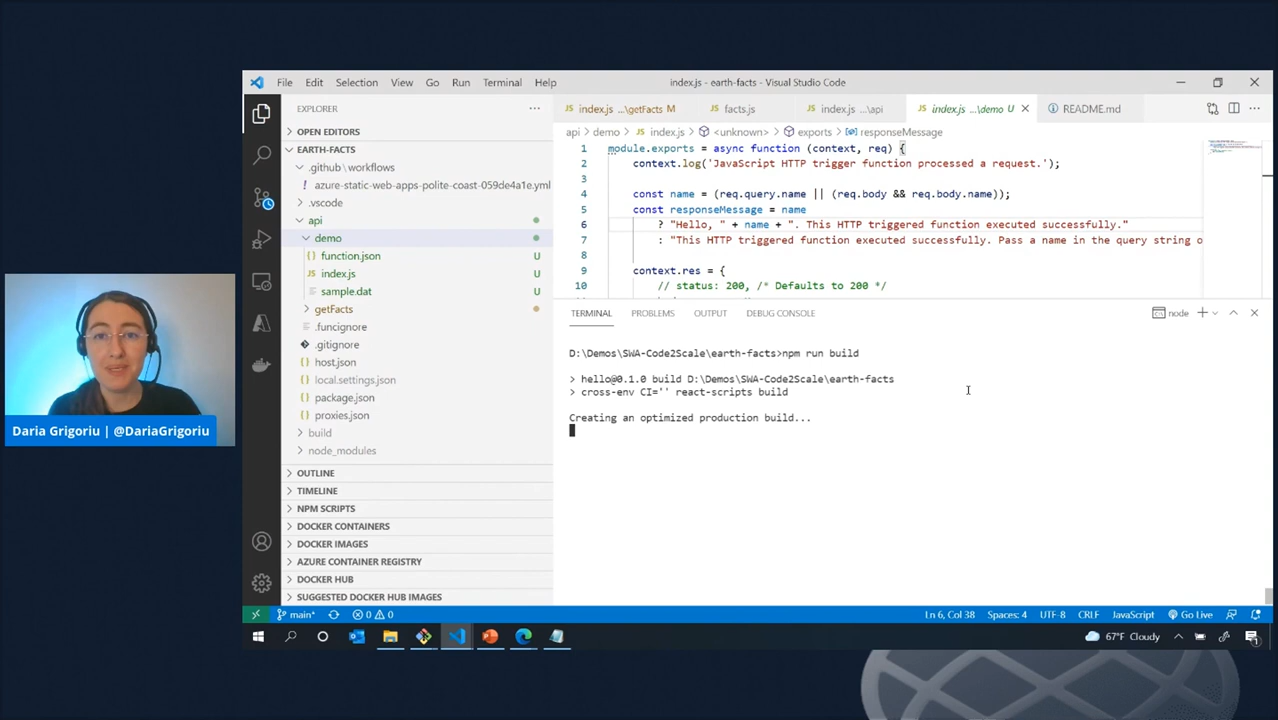 File Edit Selection View Go Run Terminal Help
index.js - earth-facts - Visual Studio Code
EXPLORER
OPEN EDITORS
EARTH-FACTS
.github \ workflows
azure-static-web-apps-polite-coast-059de4a1e.yml
.vscode
api
demo
function.json U
index.js U
sample.dat U
getFacts
.funcignore
.gitignore
host.json
local.settings.json
package.json
proxies.json
build
node_modules
OUTLINE
TIMELINE
NPM SCRIPTS
DOCKER CONTAINERS
DOCKER IMAGES
AZURE CONTAINER REGISTRY
DOCKER HUB
SUGGESTED DOCKER HUB IMAGES
index.js ...\getFacts M
facts.js
index.js ...\api
index.js ...\demo U
README.md
api > demo > index.js > <unknown> > exports > responseMessage
1 module.exports = async function (context, req) {
2 context.log('JavaScript HTTP trigger function processed a request.');
3
4 const name = (req.query.name || (req.body && req.body.name));
5 const responseMessage = name
6 ? "Hello, " + name + ". This HTTP triggered function executed successfully."
7 : "This HTTP triggered function executed successfully. Pass a name in the query string o
8
9 context.res = {
10 // status: 200, /* Defaults to 200 */
TERMINAL PROBLEMS OUTPUT DEBUG CONSOLE
node
D:\Demos\SWA-Code2Scale\earth-facts>npm run build
> hello@0.1.0 build D:\Demos\SWA-Code2Scale\earth-facts
> cross-env CI='' react-scripts build
Creating an optimized production build...
Daria Grigoriu | @DariaGrigoriu
main* 0 0
Ln 6, Col 38 Spaces: 4 UTF-8 CRLF JavaScript Go Live
67°F Cloudy